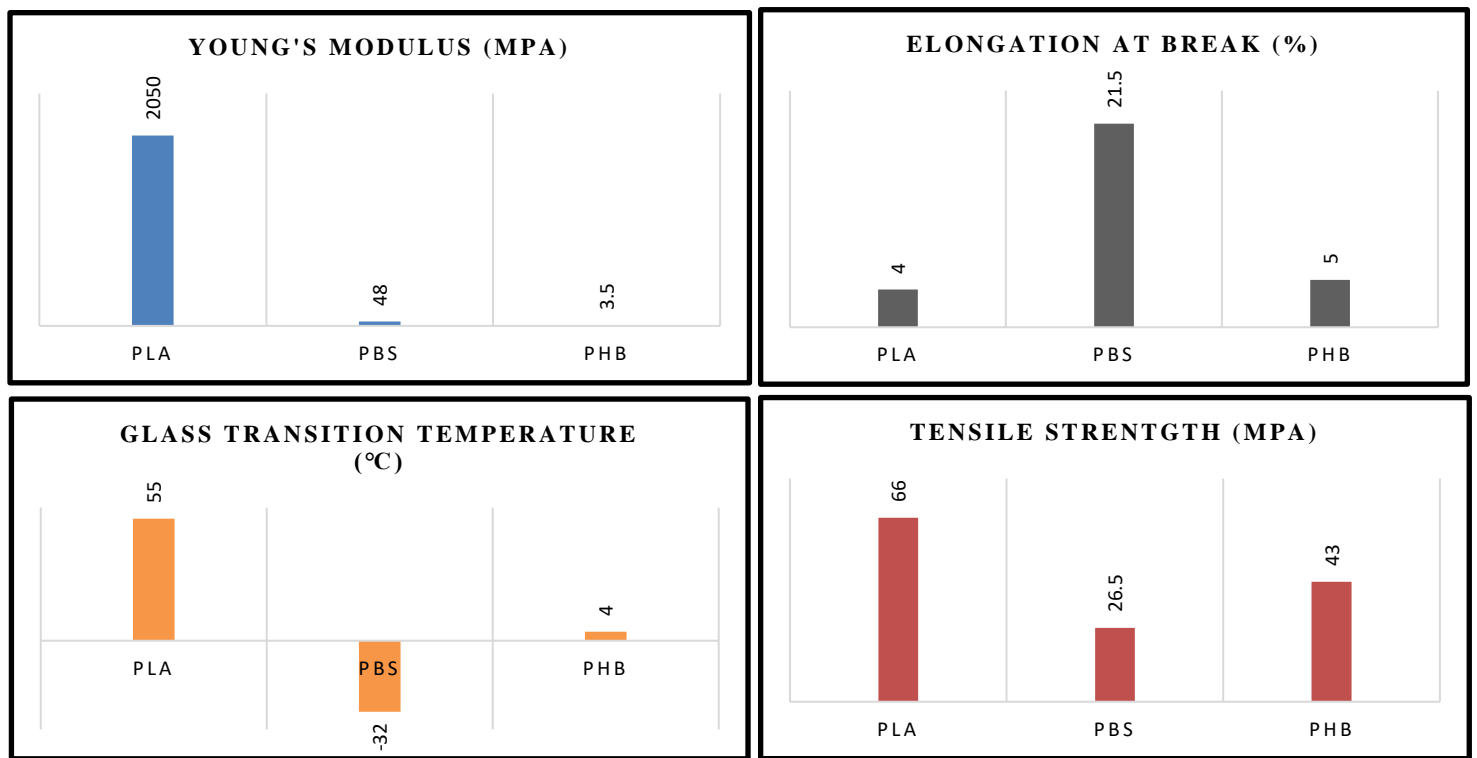 YOUNG'S MODULUS (MPA)
2050
48
3.5
PLA PBS PHB
ELONGATION AT BREAK (%)
4
21.5
5
PLA PBS PHB
GLASS TRANSITION TEMPERATURE
(°C)
55
-32
4
PLA PBS PHB
TENSILE STRENTGTH (MPA)
66
26.5
43
PLA PBS PHB